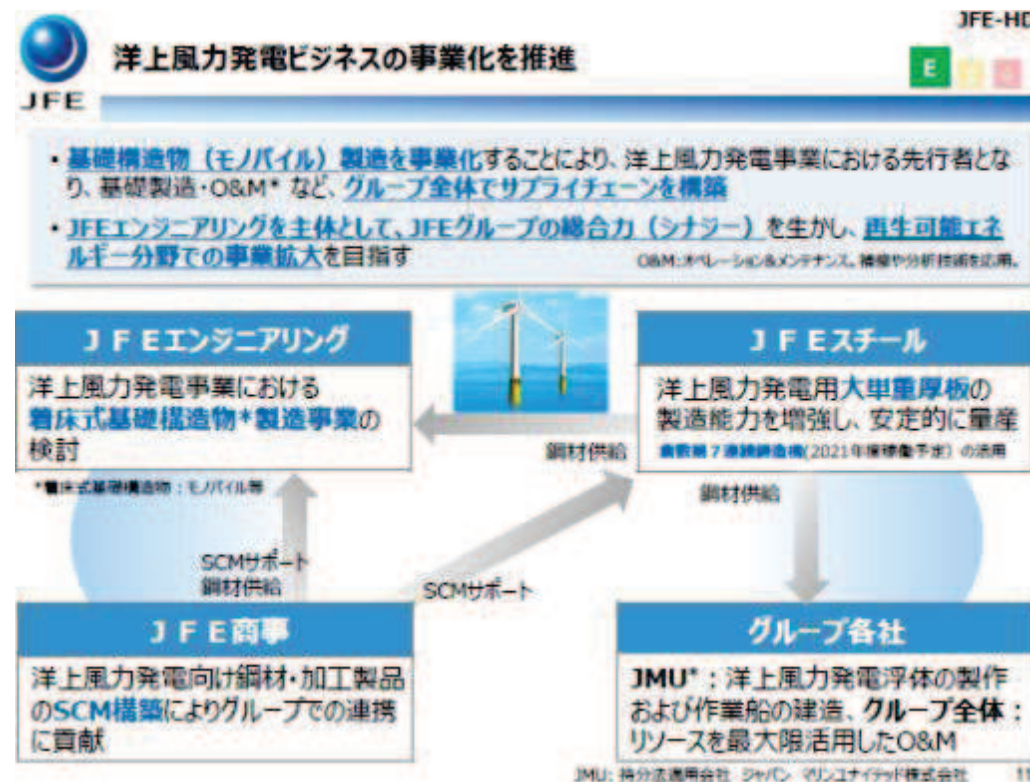 JFE-HD
洋上風力発電ビジネスの事業化を推進
E
JFE
・基礎構造物（モノパイル）製造を事業化することにより、洋上風力発電事業における先行者とな
り、基礎製造・O&M* など、グループ全体でサプライチェーンを構築
・JFEエンジニアリングを主体として、JFEグループの総合力（シナジー）を生かし、再生可能エネ
ルギー分野での事業拡大を目指す
O&M:オペレーション&メンテナンス。補修や分析技術を応用。
ＪＦＥエンジニアリング
洋上風力発電事業における
着床式基礎構造物*製造事業の
検討
*着床式基礎構造物：モノパイル等
ＪＦＥスチール
洋上風力発電用大単重厚板の
製造能力を増強し、安定的に量産
倉敷第７連続鋳造機(2021年度稼働予定）の活用
鋼材供給
鋼材供給
SCMサポート
鋼材供給
SCMサポート
ＪＦＥ商事
洋上風力発電向け鋼材・加工製品
のSCM構築によりグループでの連携
に貢献
グループ各社
JMU*：洋上風力発電浮体の製作
および作業船の建造、グループ全体：
リソースを最大限活用したO&M
JMU: 持分法適用会社 ジャパン マリンユナイテッド株式会社